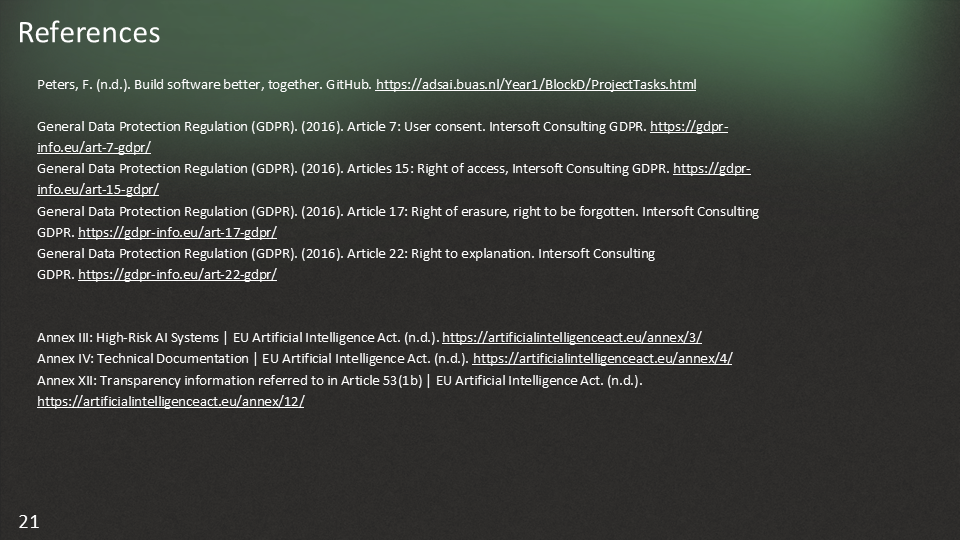 References
Peters, F. (n.d.). Build software better, together. GitHub. https://adsai.buas.nl/Year1/BlockD/ProjectTasks.html
General Data Protection Regulation (GDPR). (2016). Article 7: User consent. Intersoft Consulting GDPR. https://gdpr-
info.eu/art-7-gdpr/
General Data Protection Regulation (GDPR). (2016). Articles 15: Right of access, Intersoft Consulting GDPR. https://gdpr-
info.eu/art-15-gdpr/
General Data Protection Regulation (GDPR). (2016). Article 17: Right of erasure, right to be forgotten. Intersoft Consulting
GDPR. https://gdpr-info.eu/art-17-gdpr/
General Data Protection Regulation (GDPR). (2016). Article 22: Right to explanation. Intersoft Consulting
GDPR. https://gdpr-info.eu/art-22-gdpr/
Annex III: High-Risk AI Systems | EU Artificial Intelligence Act. (n.d.). https://artificialintelligenceact.eu/annex/3/
Annex IV: Technical Documentation | EU Artificial Intelligence Act. (n.d.). https://artificialintelligenceact.eu/annex/4/
Annex XII: Transparency information referred to in Article 53(1b) | EU Artificial Intelligence Act. (n.d.).
https://artificialintelligenceact.eu/annex/12/
21